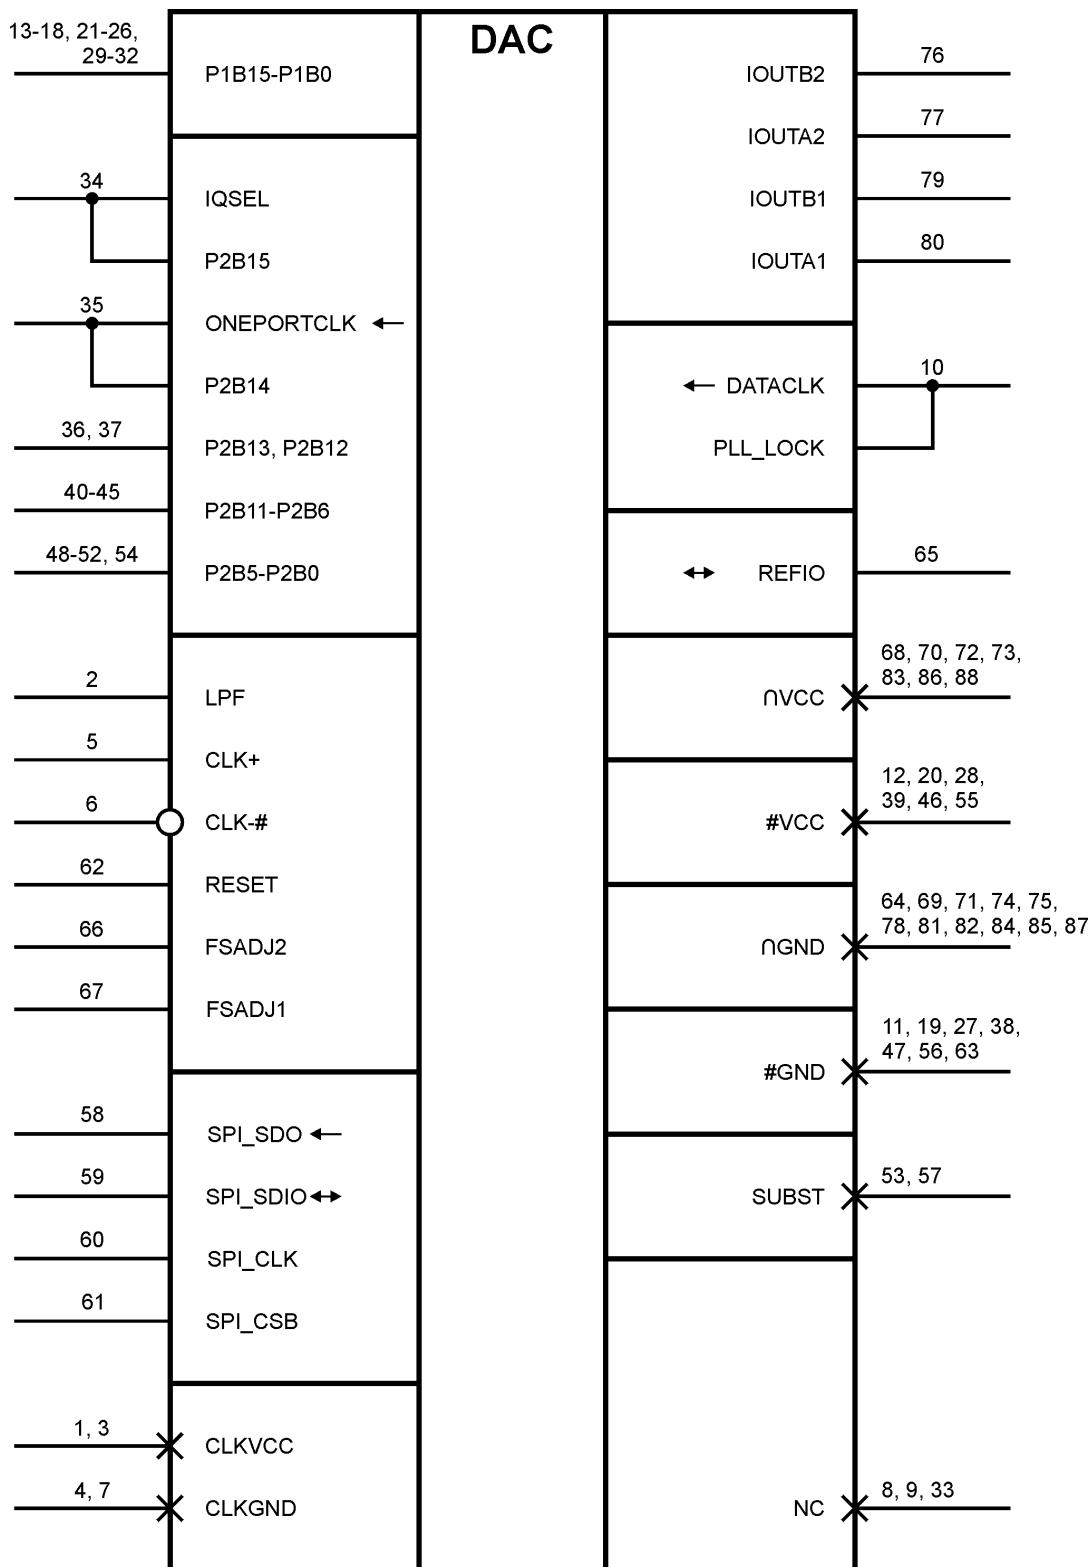 DAC
13-18, 21-26,
29-32
P1B15-P1B0
34
IQSEL
P2B15
35
ONEPORTCLK ←
P2B14
36, 37
P2B13, P2B12
40-45
P2B11-P2B6
48-52, 54
P2B5-P2B0
2
LPF
5
CLK+
6
CLK-#
62
RESET
66
FSADJ2
67
FSADJ1
58
SPI_SDO ←
59
SPI_SDIO ↔
60
SPI_CLK
61
SPI_CSB
1, 3
CLKVCC
4, 7
CLKGND
76
IOUTB2
77
IOUTA2
79
IOUTB1
80
IOUTA1
10
← DATACLK
PLL_LOCK
65
↔ REFIO
68, 70, 72, 73,
83, 86, 88
∩VCC
12, 20, 28,
39, 46, 55
#VCC
64, 69, 71, 74, 75,
78, 81, 82, 84, 85, 87
∩GND
11, 19, 27, 38,
47, 56, 63
#GND
53, 57
SUBST
8, 9, 33
NC